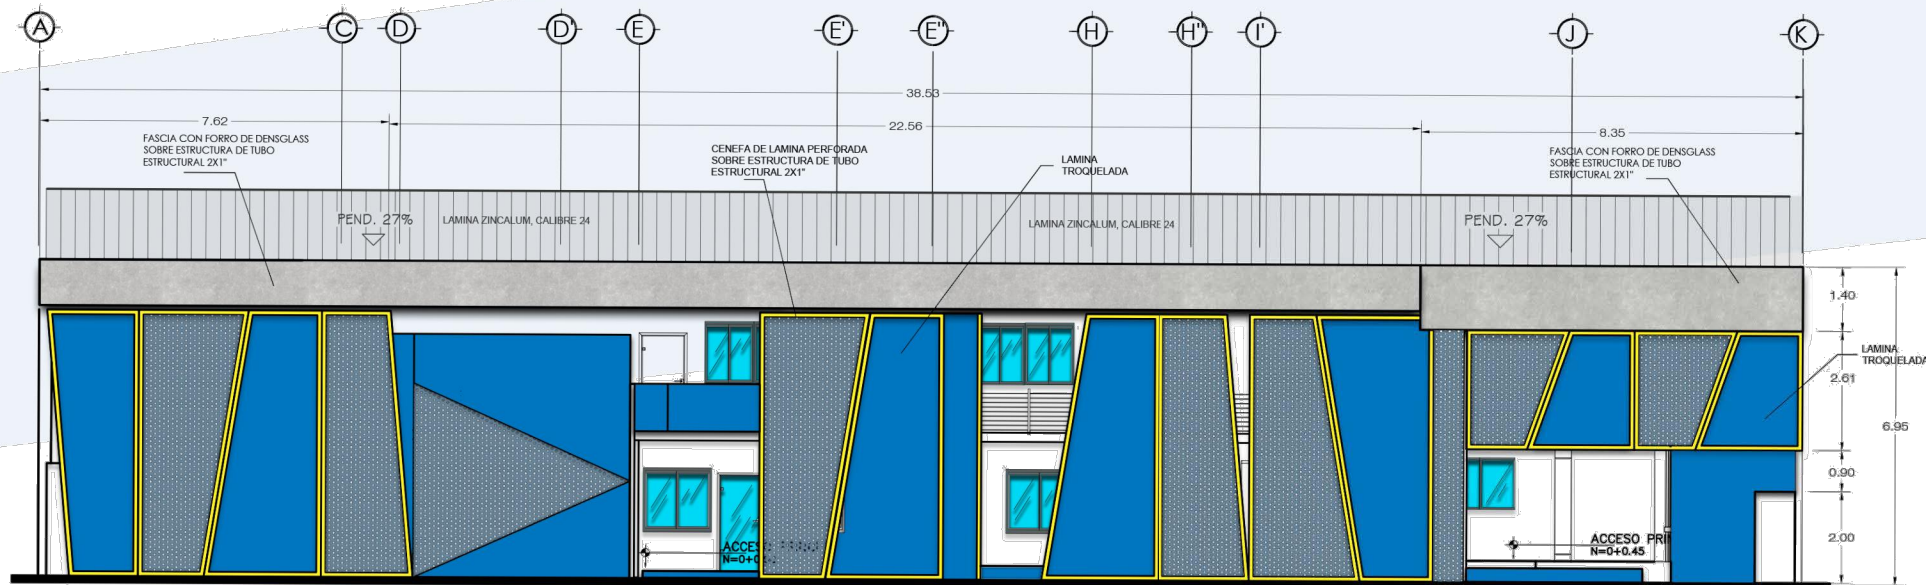 A
C
D
D'
E
E'
E''
H
H''
I'
J
K
38.53
7.62
22.56
8.35
FASCIA CON FORRO DE DENSGLASS
SOBRE ESTRUCTURA DE TUBO
ESTRUCTURAL 2X1"
CENEFA DE LAMINA PERFORADA
SOBRE ESTRUCTURA DE TUBO
ESTRUCTURAL 2X1"
LAMINA
TROQUELADA
FASCIA CON FORRO DE DENSGLASS
SOBRE ESTRUCTURA DE TUBO
ESTRUCTURAL 2X1"
PEND. 27%
LAMINA ZINCALUM, CALIBRE 24
LAMINA ZINCALUM, CALIBRE 24
PEND. 27%
1.40
LAMINA
TROQUELADA
2.61
6.95
0.90
2.00
ACCESO
N=0+0
ACCESO PRI
N=0+0.45